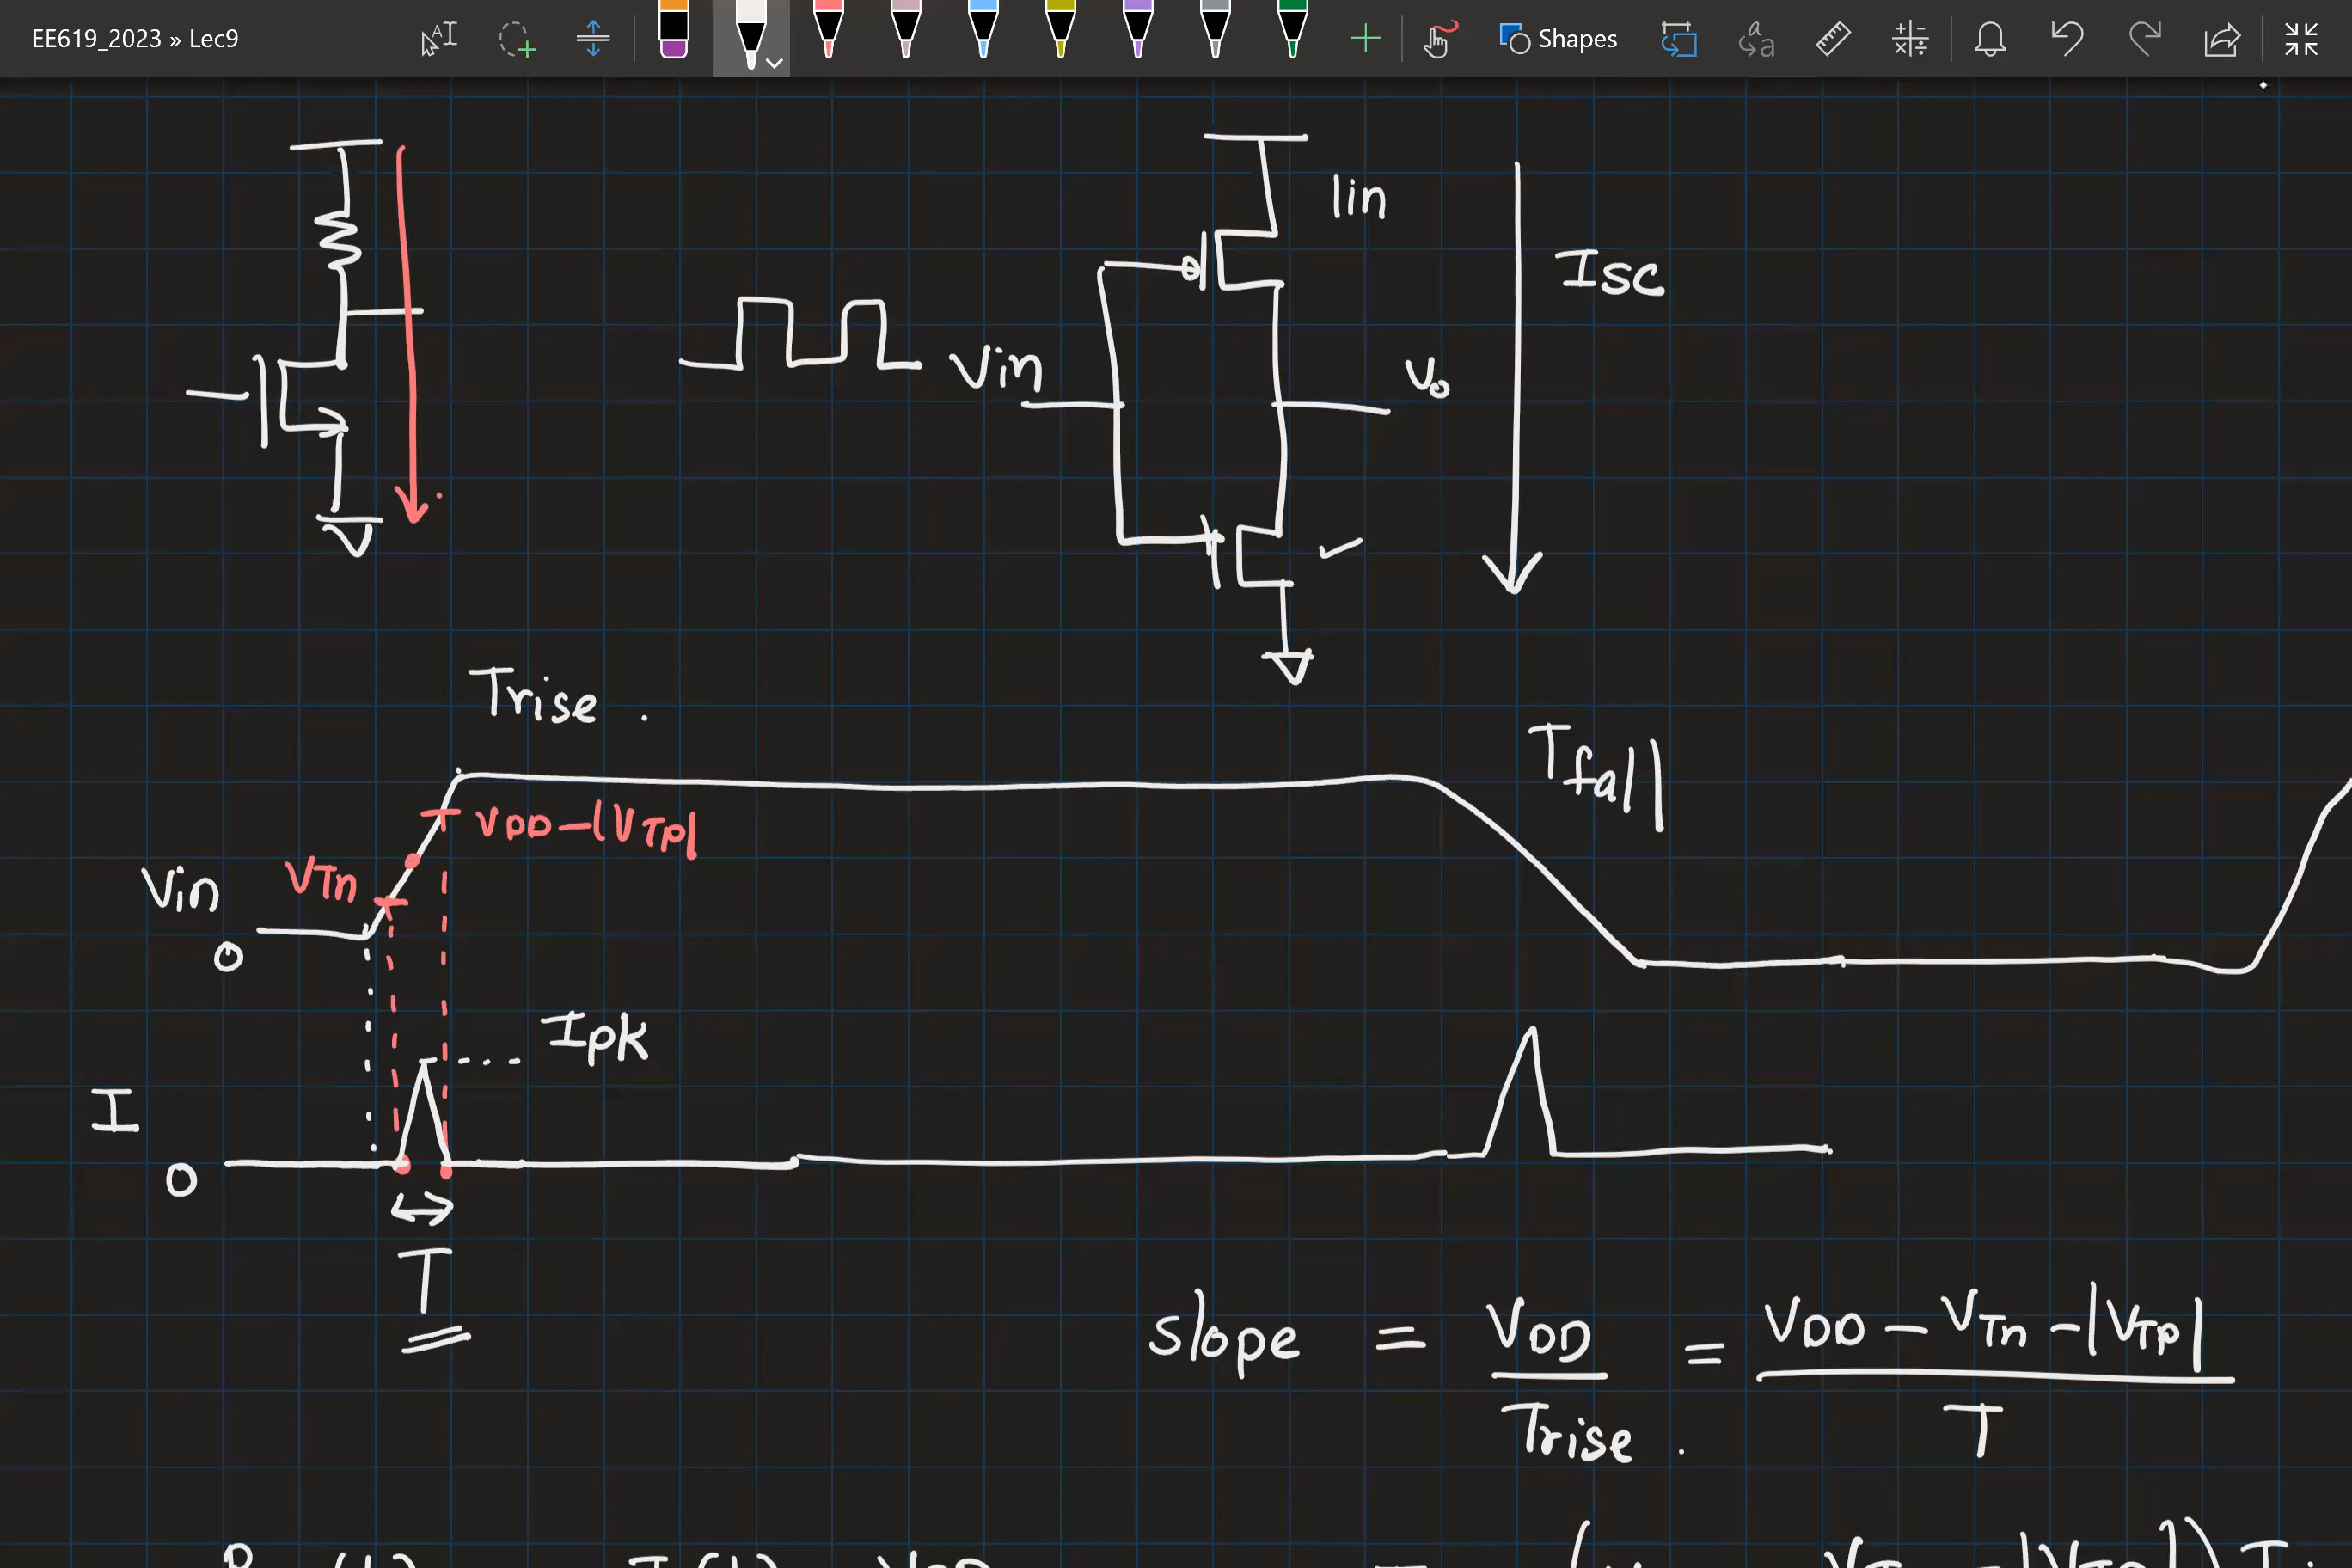 EE619_2023 » Lec9
Shapes
lin
Isc
Vin
Vo
Trise .
Tfall
VDD-|VTp|
VTn
Vin
0
Ipk
I
0
T
slope = VDD/Trise . = VDD - VTn - |VTp|/T